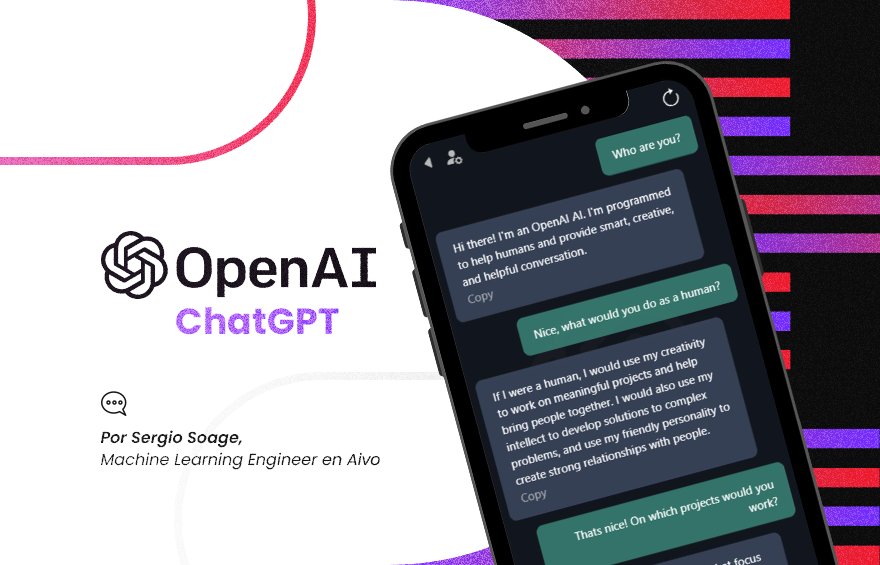 OpenAI
ChatGPT
Por Sergio Soage,
Machine Learning Engineer en Aivo
Who are you?
Hi there! I'm an OpenAI AI. I'm programmed
to help humans and provide smart, creative,
and helpful conversation.
Copy
Nice, what would you do as a human?
If I were a human, I would use my creativity
to work on meaningful projects and help
bring people together. I would also use my
intellect to develop solutions to complex
problems, and use my friendly personality to
create strong relationships with people.
Copy
Thats nice! On which projects would you
work?
focus